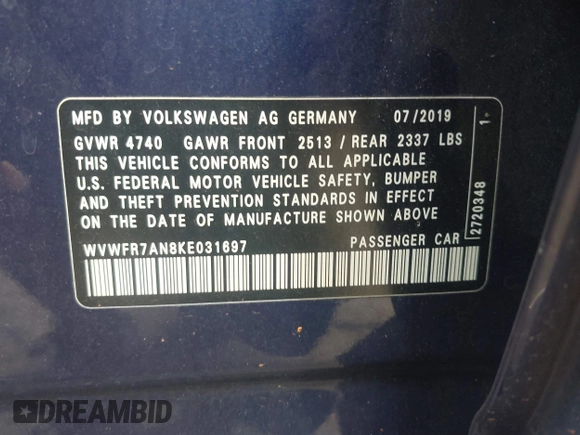 MFD BY VOLKSWAGEN AG GERMANY 07/2019
GVWR 4740 GAWR FRONT 2513 / REAR 2337 LBS
THIS VEHICLE CONFORMS TO ALL APPLICABLE
U.S. FEDERAL MOTOR VEHICLE SAFETY, BUMPER
AND THEFT PREVENTION STANDARDS IN EFFECT
ON THE DATE OF MANUFACTURE SHOWN ABOVE
WVWFR7AN8KE031697 PASSENGER CAR
2720348 1-
DREAMBID